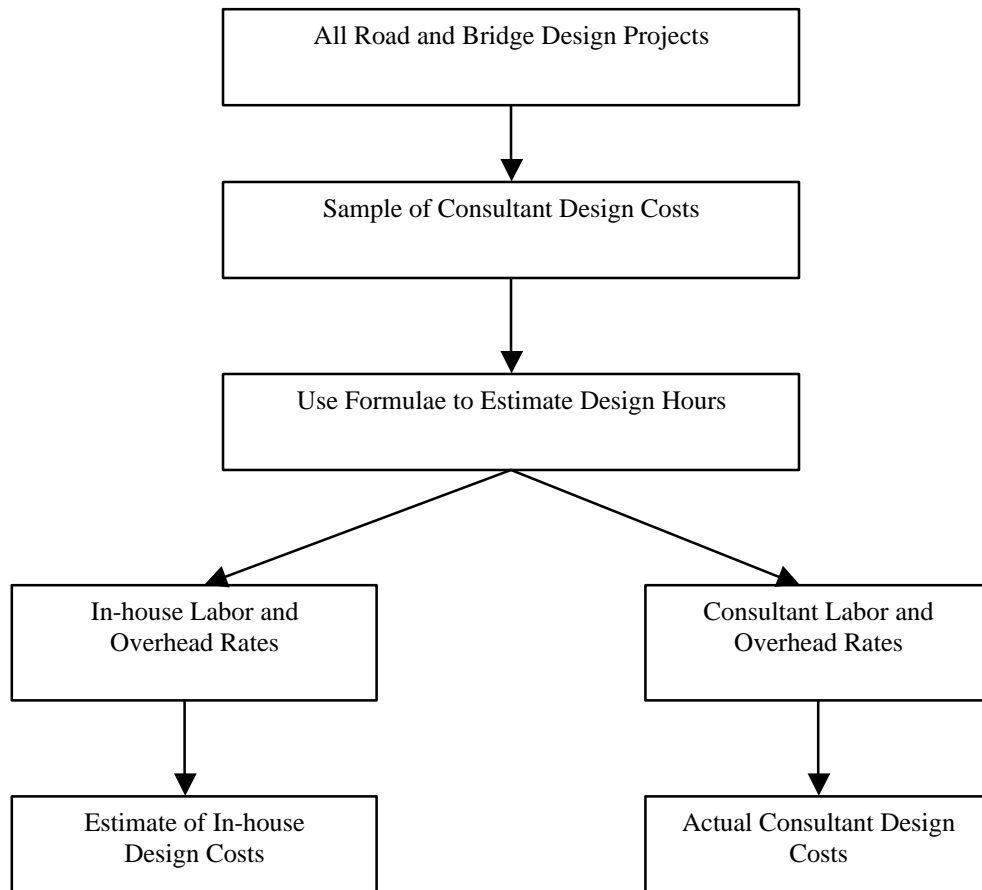 All Road and Bridge Design Projects
Sample of Consultant Design Costs
Use Formulae to Estimate Design Hours
In-house Labor and
Overhead Rates
Consultant Labor and
Overhead Rates
Estimate of In-house
Design Costs
Actual Consultant Design
Costs